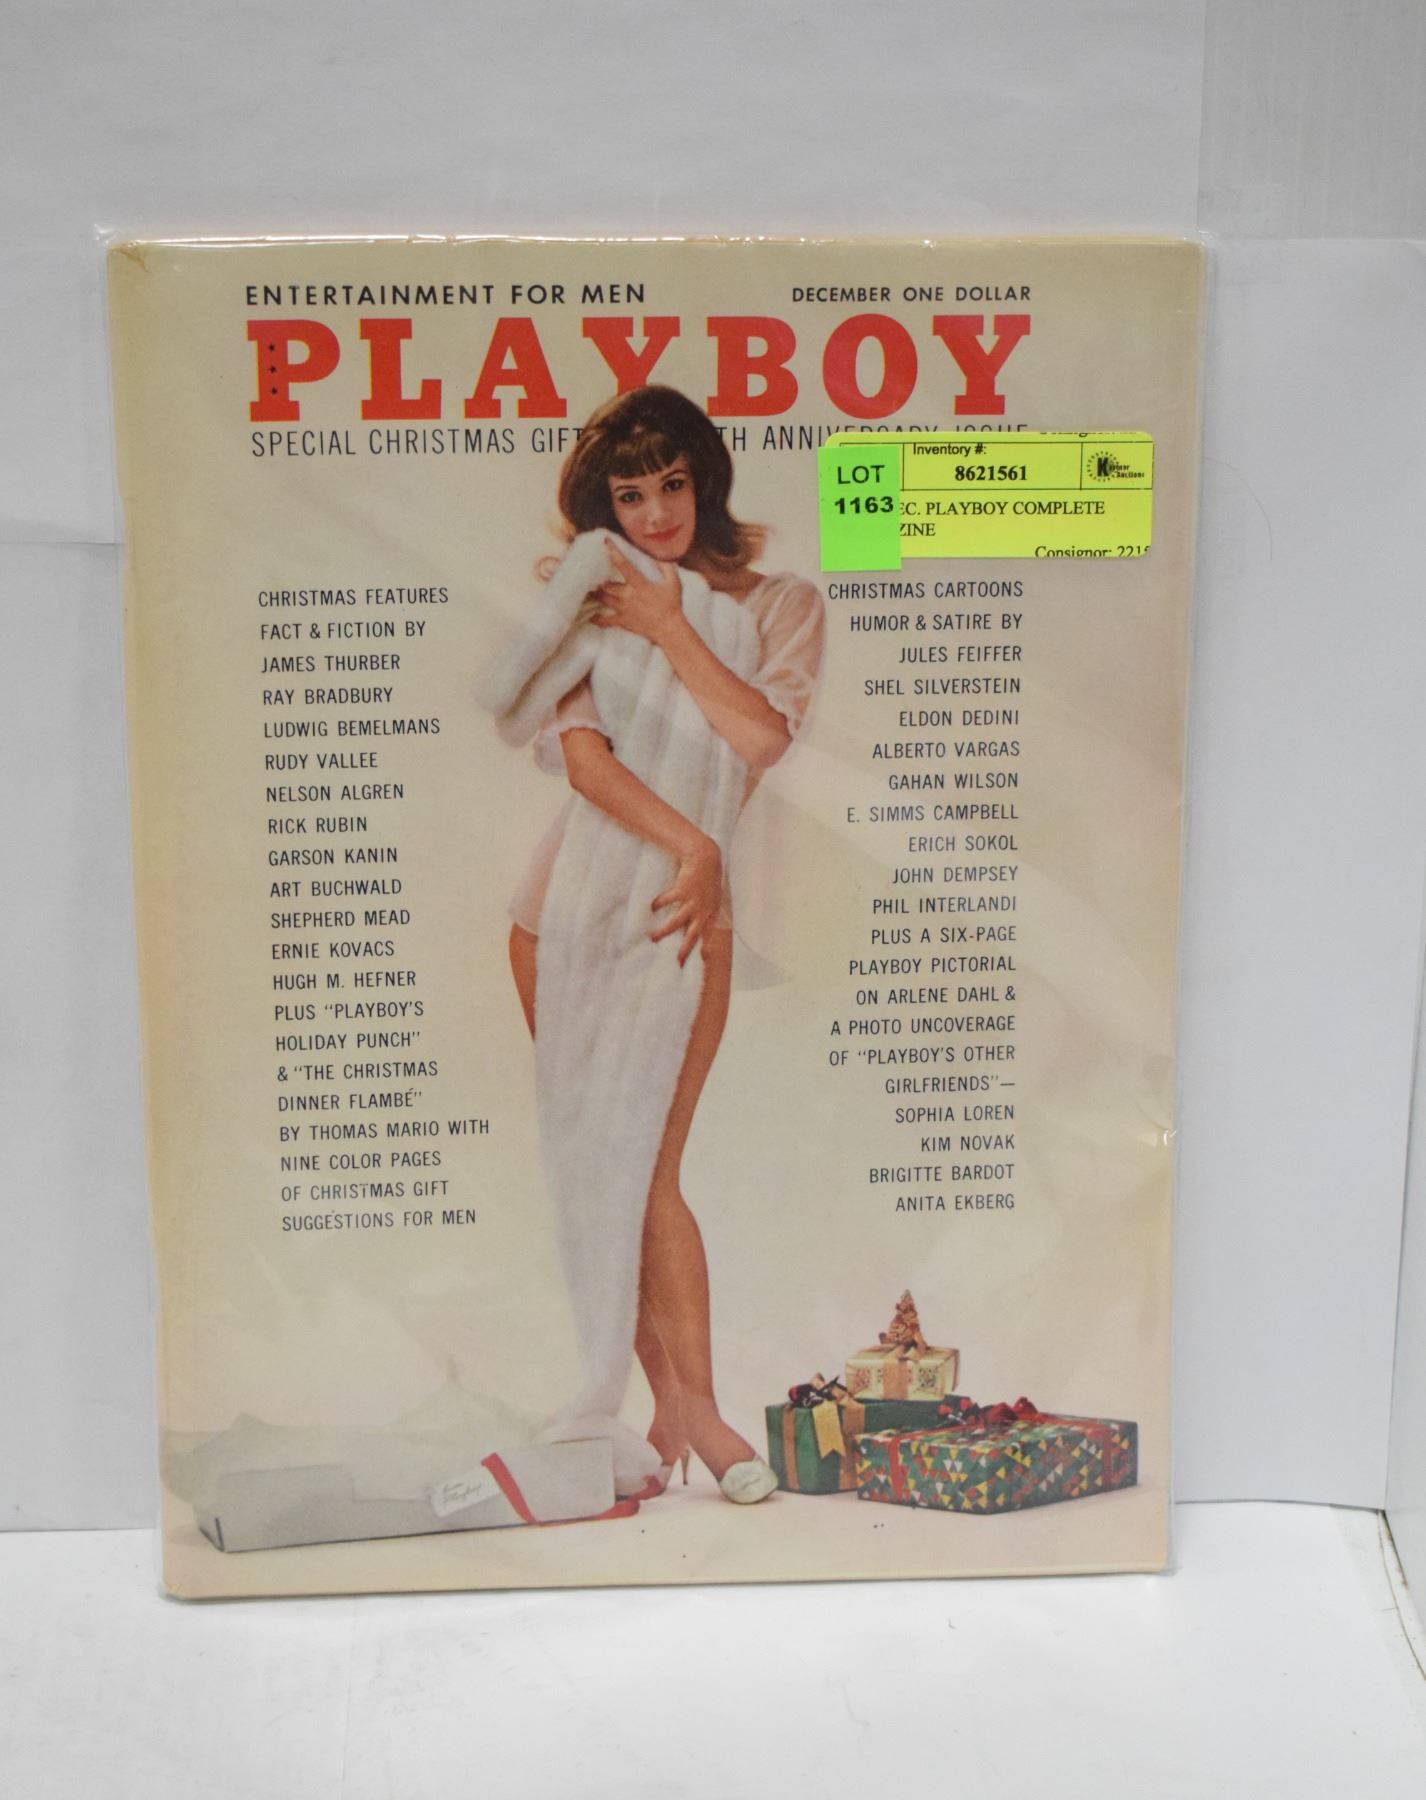 ENTERTAINMENT FOR MEN
DECEMBER ONE DOLLAR
PLAYBOY
SPECIAL CHRISTMAS GIFT TH ANNIVERSARY ISSUE
Inventory #:
LOT
8621561
1163
EC. PLAYBOY COMPLETE
ZINE
Consignor: 221
CHRISTMAS FEATURES
FACT & FICTION BY
JAMES THURBER
RAY BRADBURY
LUDWIG BEMELMANS
RUDY VALLEE
NELSON ALGREN
RICK RUBIN
GARSON KANIN
ART BUCHWALD
SHEPHERD MEAD
ERNIE KOVACS
HUGH M. HEFNER
PLUS "PLAYBOY'S
HOLIDAY PUNCH"
& "THE CHRISTMAS
DINNER FLAMBÉ"
BY THOMAS MARIO WITH
NINE COLOR PAGES
OF CHRISTMAS GIFT
SUGGESTIONS FOR MEN
CHRISTMAS CARTOONS
HUMOR & SATIRE BY
JULES FEIFFER
SHEL SILVERSTEIN
ELDON DEDINI
ALBERTO VARGAS
GAHAN WILSON
E. SIMMS CAMPBELL
ERICH SOKOL
JOHN DEMPSEY
PHIL INTERLANDI
PLUS A SIX-PAGE
PLAYBOY PICTORIAL
ON ARLENE DAHL &
A PHOTO UNCOVERAGE
OF "PLAYBOY'S OTHER
GIRLFRIENDS"—
SOPHIA LOREN
KIM NOVAK
BRIGITTE BARDOT
ANITA EKBERG